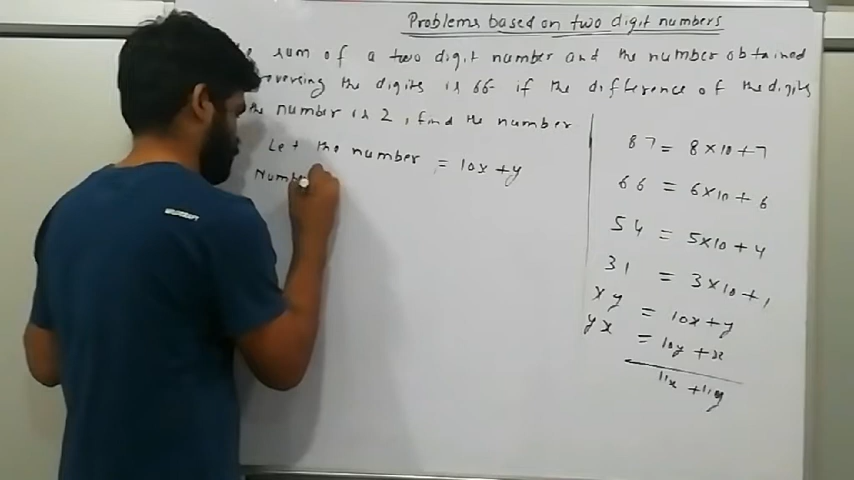 Problems based on two digit numbers
sum of a two digit number and the number obtained
reversing the digits is 66 if the difference of the digits
the number is 2, find the number
Let the number = 10x + y
Numbe
87 = 8×10+7
66 = 6×10+6
54 = 5×10+4
31 = 3×10+1
xy = 10x+y
yx = 10y+x
11x +11y